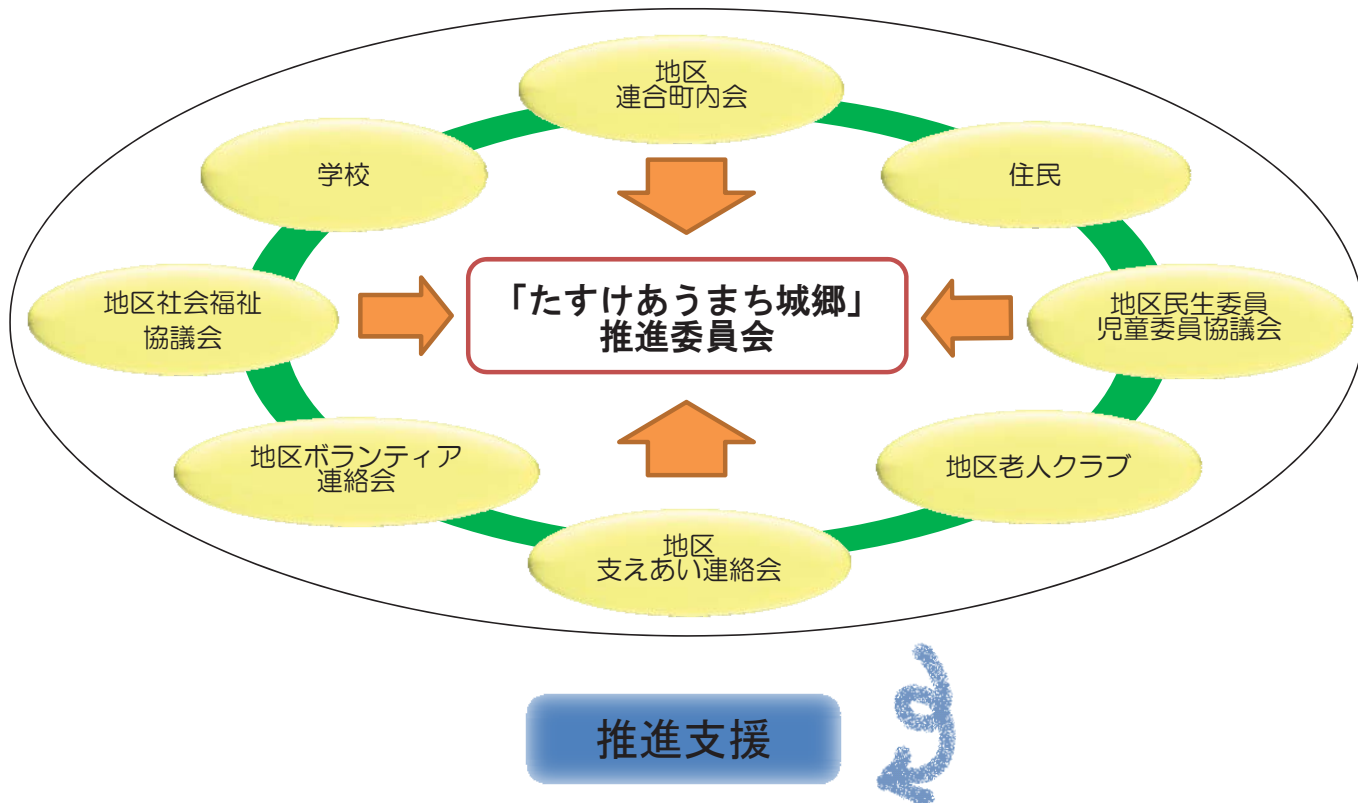 地区
連合町内会
学校
住民
「たすけあうまち城郷」
推進委員会
地区社会福祉
協議会
地区民生委員
児童委員協議会
地区ボランティア
連絡会
地区老人クラブ
地区
支えあい連絡会
推進支援